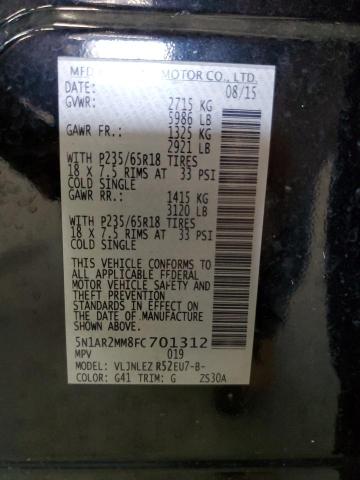 MFD MOTOR CO., LTD.
DATE: 08/15
GVWR: 2715 KG
5986 LB
GAWR FR.: 1325 KG
2921 LB
WITH P235/65R18 TIRES
18 X 7.5 RIMS AT 33 PSI
COLD SINGLE
GAWR RR.: 1415 KG
3120 LB
WITH P235/65R18 TIRES
18 X 7.5 RIMS AT 33 PSI
COLD SINGLE
THIS VEHICLE CONFORMS TO
ALL APPLICABLE FEDERAL
MOTOR VEHICLE SAFETY AND
AND THEFT PREVENTION
STANDARDS IN EFFECT ON
THE DATE OF MANUFACTURE
SHOWN ABOVE.
5N1AR2MM8FC701312
MPV 019
MODEL: VLJNLEZ R52EU7-B-
COLOR: G41 TRIM: G ZS30A